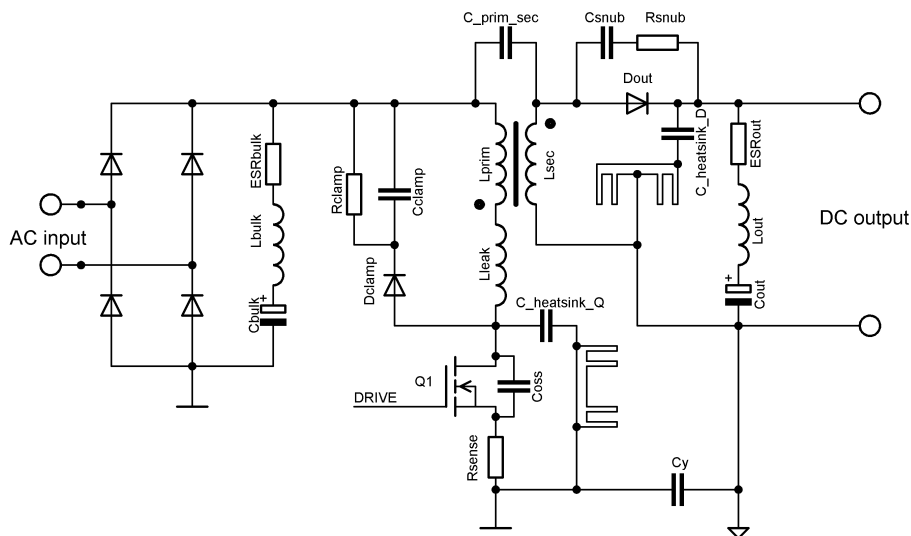 C_prim_sec
Csnub
Rsnub
Dout
AC input
ESRbulk
Lbulk
+
Cbulk
Rclamp
Cclamp
Dclamp
Lprim
Lsec
Lleak
C_heatsink_D
ESRout
Lout
+
Cout
DC output
C_heatsink_Q
Q1
DRIVE
Coss
Rsense
Cy